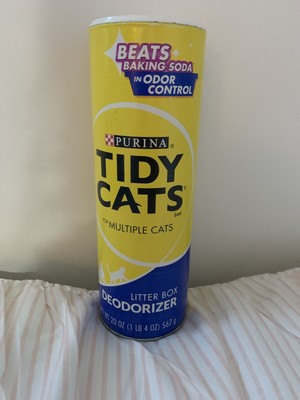 BEATS
BAKING SODA
IN ODOR
CONTROL
PURINA®
TIDY
CATS®
FOR MULTIPLE CATS
LITTER BOX
DEODORIZER
WT 20 OZ (1 LB 4 OZ) 567 g